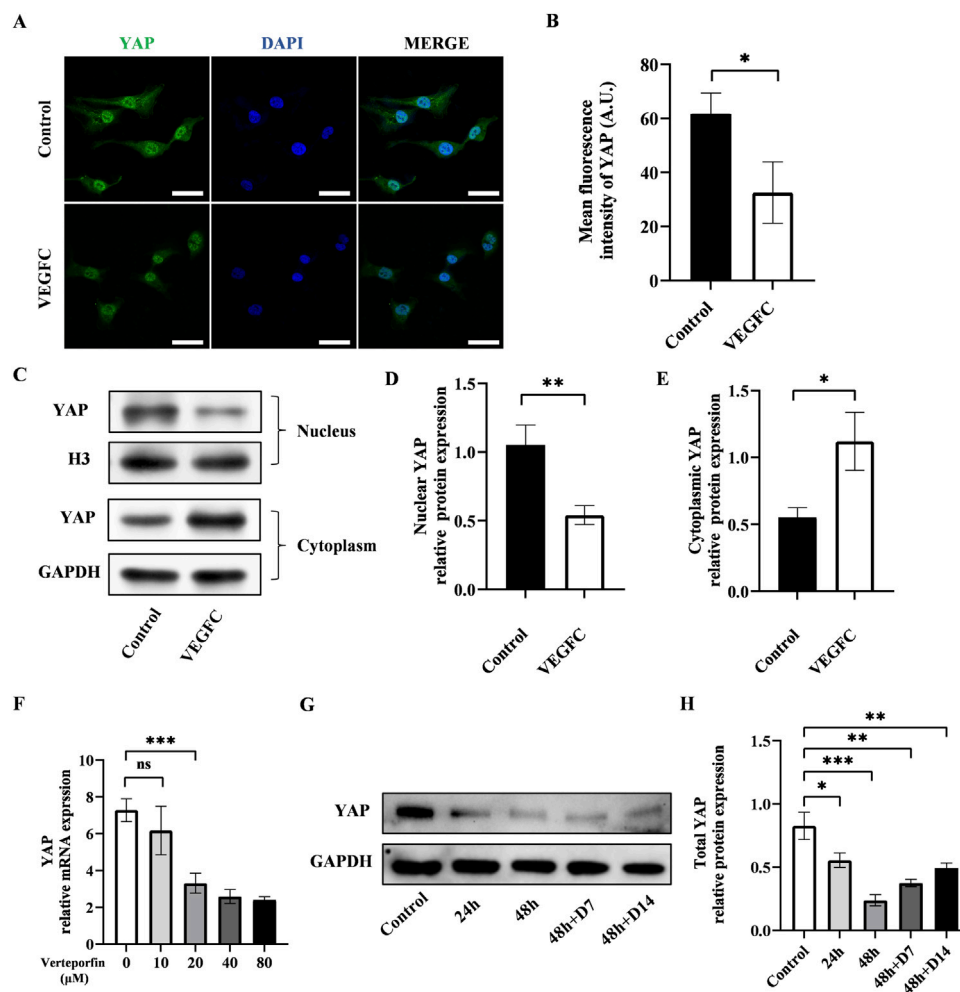 A
YAP
DAPI
MERGE
Control
VEGFC
B
Mean fluorescence
intensity of YAP (A.U.)
80
60
40
20
0
*
Control
VEGFC
C
YAP
H3
Nucleus
YAP
GAPDH
Cytoplasm
Control
VEGFC
D
Nuclear YAP
relative protein expression
1.5
1.0
0.5
0.0
**
Control
VEGFC
E
Cytoplasmic YAP
relative protein expression
1.5
1.0
0.5
0.0
*
Control
VEGFC
F
YAP
relative mRNA exprssion
10
8
6
4
2
0
***
ns
Verteporfin
(μM)
0 10 20 40 80
G
YAP
GAPDH
Control
24h
48h
48h+D7
48h+D14
H
Total YAP
relative protein expression
1.5
1.0
0.5
0.0
**
**
***
*
Control
24h
48h
48h+D7
48h+D14